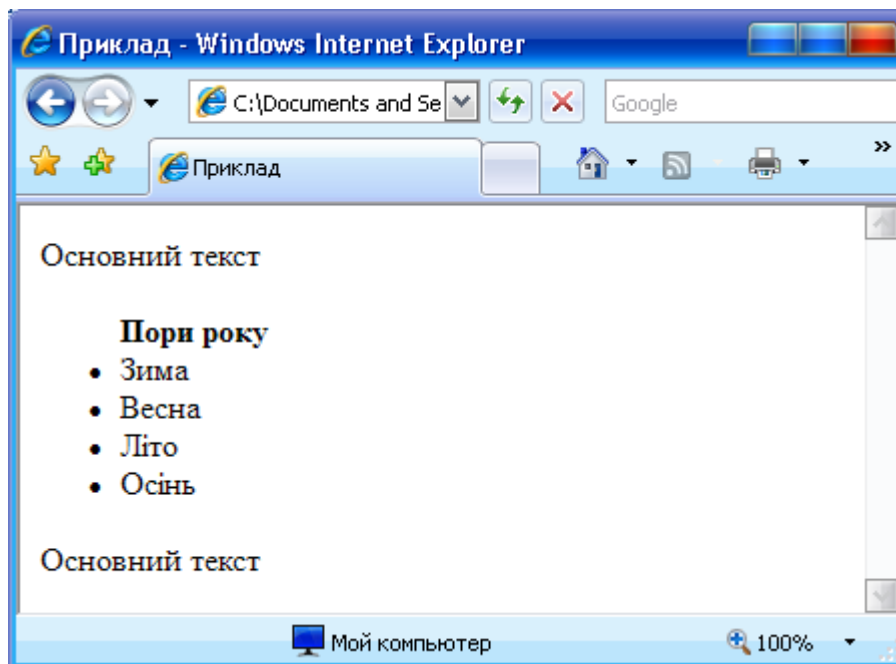 Приклад - Windows Internet Explorer
C:\Documents and Se
Google
Приклад
»
Основний текст
Пори року
• Зима
• Весна
• Літо
• Осінь
Основний текст
Мой компьютер
100%